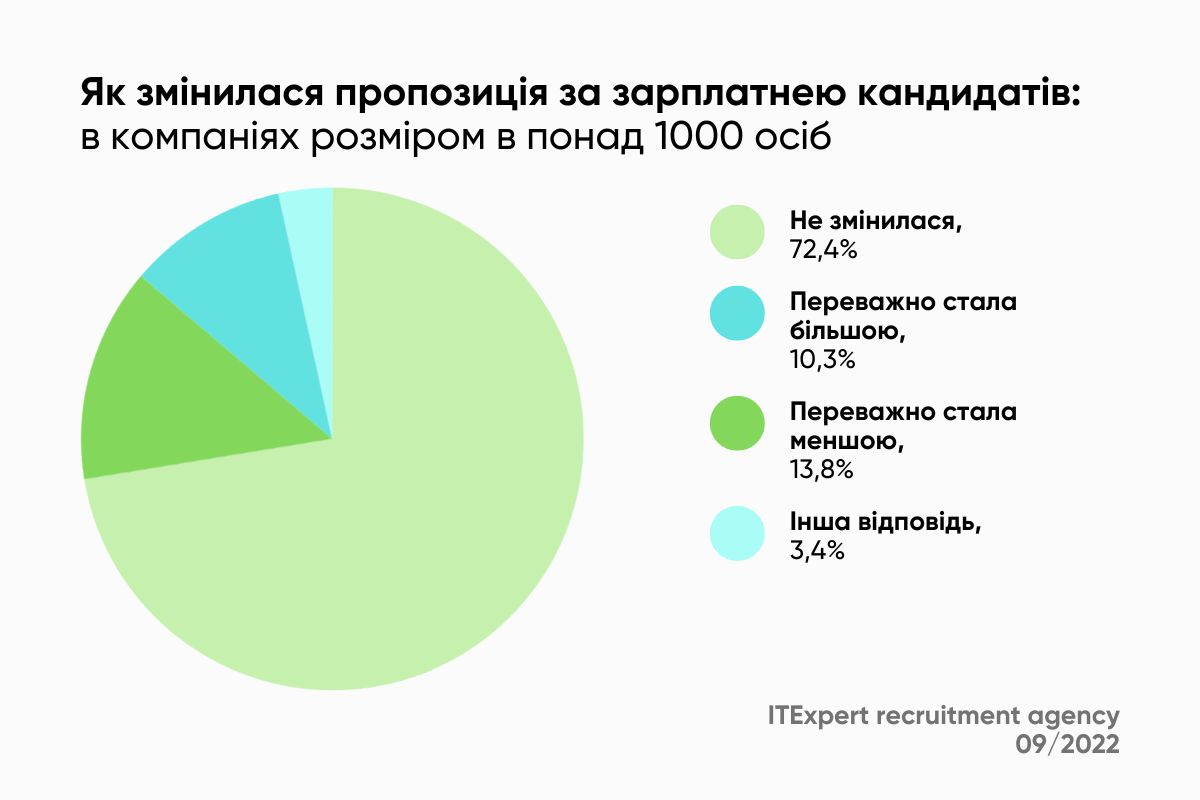 Як змінилася пропозиція за зарплатнею кандидатів:
в компаніях розміром в понад 1000 осіб
Не змінилася,
72,4%
Переважно стала
більшою,
10,3%
Переважно стала
меншою,
13,8%
Інша відповідь,
3,4%
ITExpert recruitment agency
09/2022